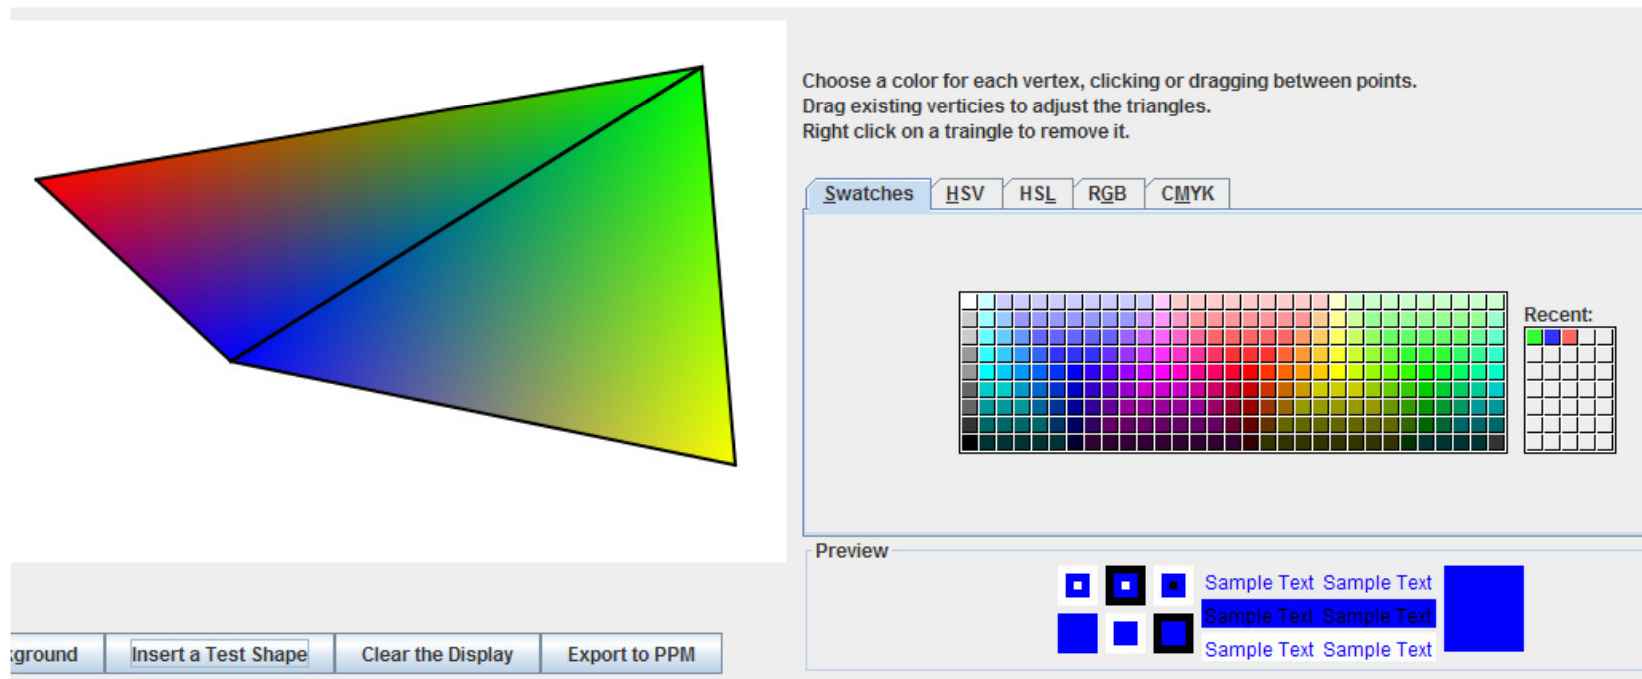 Choose a color for each vertex, clicking or dragging between points.
Drag existing verticies to adjust the triangles.
Right click on a traingle to remove it.
Swatches HSV HSL RGB CMYK
Recent:
Preview
Sample Text Sample Text
Sample Text Sample Text
Sample Text Sample Text
ground Insert a Test Shape Clear the Display Export to PPM